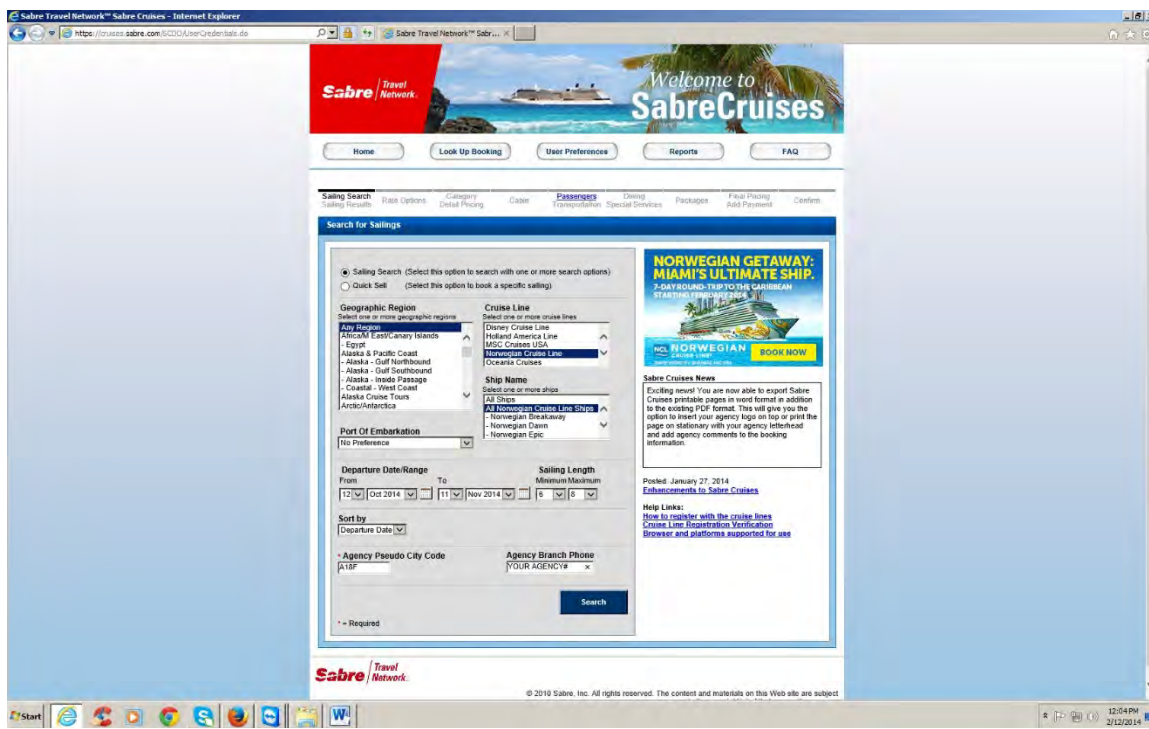 Sabre Travel Network™ Sabre Cruises - Internet Explorer
https://cruises.sabre.com/SCDO/UserCredentials.do
Sabre Travel Network™ Sabr...
Sabre Travel Network.
Welcome to
SabreCruises
Home
Look Up Booking
User Preferences
Reports
FAQ
Sailing Search
Sailing Results
Rate Options
Category
Detail Pricing
Cabin
Passengers
Transportation
Dining
Special Services
Packages
Final Pricing
Add Payment
Confirm
Search for Sailings
Sailing Search (Select this option to search with one or more search options)
Quick Sell (Select this option to book a specific sailing)
Geographic Region
Select one or more geographic regions
Any Region
Africa/M East/Canary Islands
- Egypt
Alaska & Pacific Coast
- Alaska - Gulf Northbound
- Alaska - Gulf Southbound
- Alaska - Inside Passage
- Coastal - West Coast
Alaska Cruise Tours
Arctic/Antarctica
Cruise Line
Select one or more cruise lines
Disney Cruise Line
Holland America Line
MSC Cruises USA
Norwegian Cruise Line
Oceania Cruises
Ship Name
Select one or more ships
All Ships
All Norwegian Cruise Line Ships
- Norwegian Breakaway
- Norwegian Dawn
- Norwegian Epic
Port Of Embarkation
No Preference
Departure Date/Range
Sailing Length
From
To
Minimum Maximum
12 Oct 2014
11 Nov 2014
6 8
Sort by
Departure Date
* Agency Pseudo City Code
A18F
Agency Branch Phone
YOUR AGENCY# x
Search
* = Required
NORWEGIAN GETAWAY:
MIAMI'S ULTIMATE SHIP.
7-DAY ROUND-TRIP TO THE CARIBBEAN
STARTING FEBRUARY 2014
NCL NORWEGIAN
CRUISE LINE
BOOK NOW
Sabre Cruises News
Exciting news! You are now able to export Sabre
Cruises printable pages in word format in addition
to the existing PDF format. This will give you the
option to insert your agency logo on top or print the
page on stationary with your agency letterhead
and add agency comments to the booking
information.
Posted: January 27, 2014
Enhancements to Sabre Cruises
Help Links:
How to register with the cruise lines
Cruise Line Registration Verification
Browser and platforms supported for use
Sabre Travel Network.
© 2010 Sabre, Inc. All rights reserved. The content and materials on this Web site are subject
Start
12:04 PM
2/12/2014